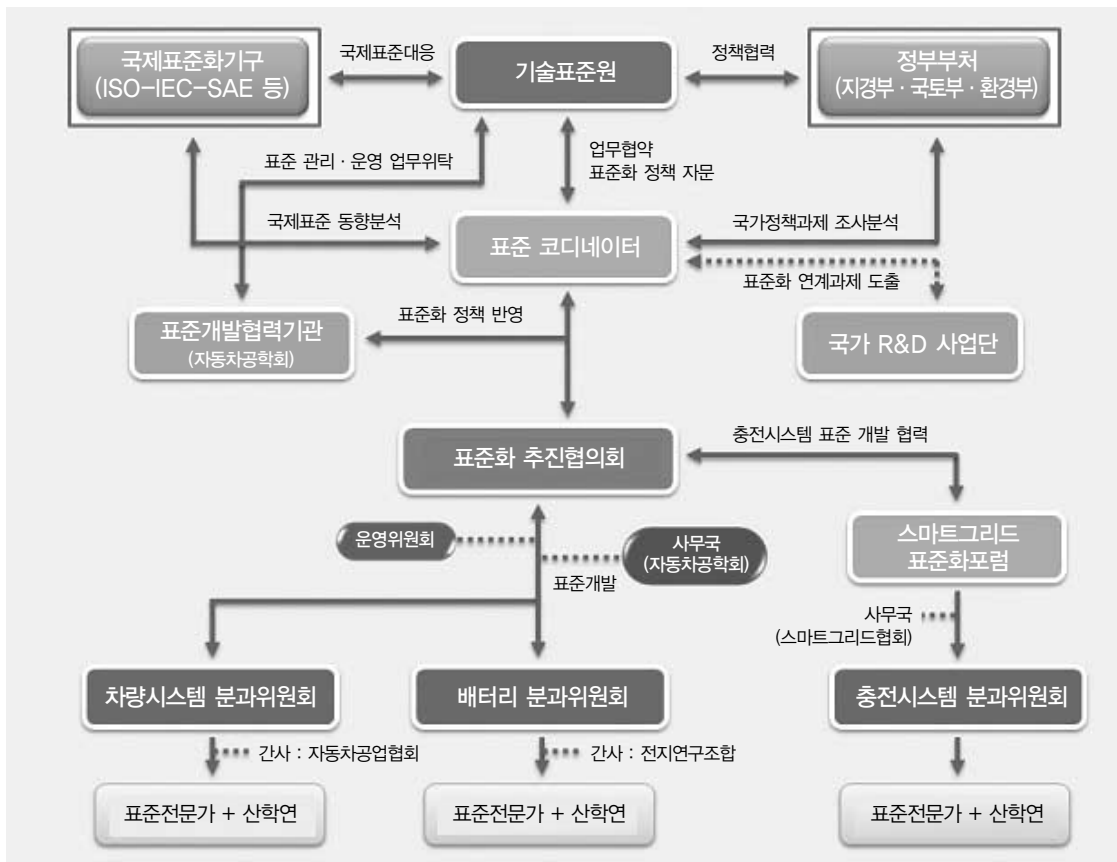 국제표준화기구
(ISO-IEC-SAE 등)
국제표준대응
기술표준원
정책협력
정부부처
(지경부 · 국토부 · 환경부)
표준 관리 · 운영 업무위탁
업무협약
표준화 정책 자문
국제표준 동향분석
표준 코디네이터
국가정책과제 조사분석
표준화 연계과제 도출
표준개발협력기관
(자동차공학회)
표준화 정책 반영
국가 R&D 사업단
표준화 추진협의회
충전시스템 표준 개발 협력
운영위원회
사무국
(자동차공학회)
표준개발
스마트그리드
표준화포럼
사무국
(스마트그리드협회)
차량시스템 분과위원회
배터리 분과위원회
충전시스템 분과위원회
간사 : 자동차공업협회
간사 : 전지연구조합
표준전문가 + 산학연
표준전문가 + 산학연
표준전문가 + 산학연